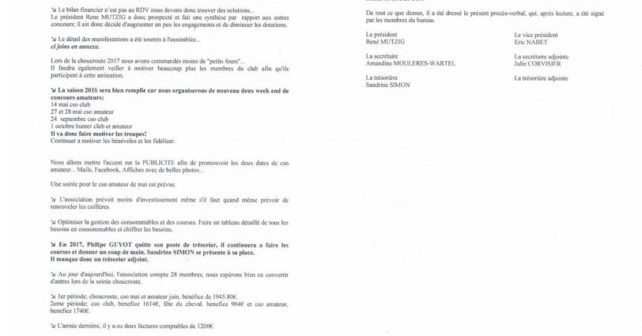 ↘ Le bilan financier n'est pas au RDV nous devons donc trouver des solutions...
Le président Rene MUTZIG a donc prospecté et fait une synthèse par rapport aux autres
concours; il est donc décidé d'augmenter un peu les engagements et de diminuer les dotations.
↘ Le détail des manifestations a été soumis à l'assemblée...
ci joins en annexe.
Lors de la choucroute 2017 nous avons commandés moins de "petits fours"...
Il faudra également veiller à motiver beaucoup plus les membres du club afin qu'ils
participent à cette animation.
↘ La saison 2016 sera bien remplie car nous organiserons de nouveau deux week end de
concours amateurs:
14 mai cso club
27 et 28 mai cso amateur
24 septembre cso club
1 octobre hunter club et amateur
Il va donc faire motiver les troupes!
Continuer à motiver les bénévoles et les fidéliser.
Nous allons mettre l'accent sur la PUBLICITE afin de promouvoir les deux dates de cso
amateur... Mails, Facebook, Affiches avec de belles photos...
Une soirée pour le cso amateur de mai est prévue
↘ L'association prévoit moins d'investissement même s'il faut quand même prévoir de
renouveler les cuillères.
↘ Optimiser la gestion des consommables et des courses. Faire un tableau détaillé de tous les
besoins en consommables et chiffrer les besoins.
↘ En 2017, Philipe GUYOT quitte son poste de trésorier, il continuera a faire les
courses et donner un coup de main. Sandrine SIMON se présente à sa place.
Il manque donc un trésorier adjoint.
↘ Au jour d'aujourd'hui, l'association compte 28 membres, nous espérons bien en convertir
d'autres lors de la soirée choucroute.
↘ 1er période; choucroute, cso mai et amateur juin, bénéfice de 1945.80€.
2eme période; cso club, bénéfice 1614€, fête du cheval, bénéfice 904€ et cso amateur,
bénéfice 1740€.
↘ L'année dernière, il y a eu deux factures comptables de 1200€.
De tout ce que dessus, il a été dressé le présent procès-verbal, qui, après lecture, a été signé
par les membres du bureau.
Le président Le vice président
René MUTZIG Eric NABET
La secrétaire La secrétaire adjointe
Amandine MOULERES-WARTEL Julie CORVISIER
La trésorière La trésorière adjointe
Sandrine SIMON